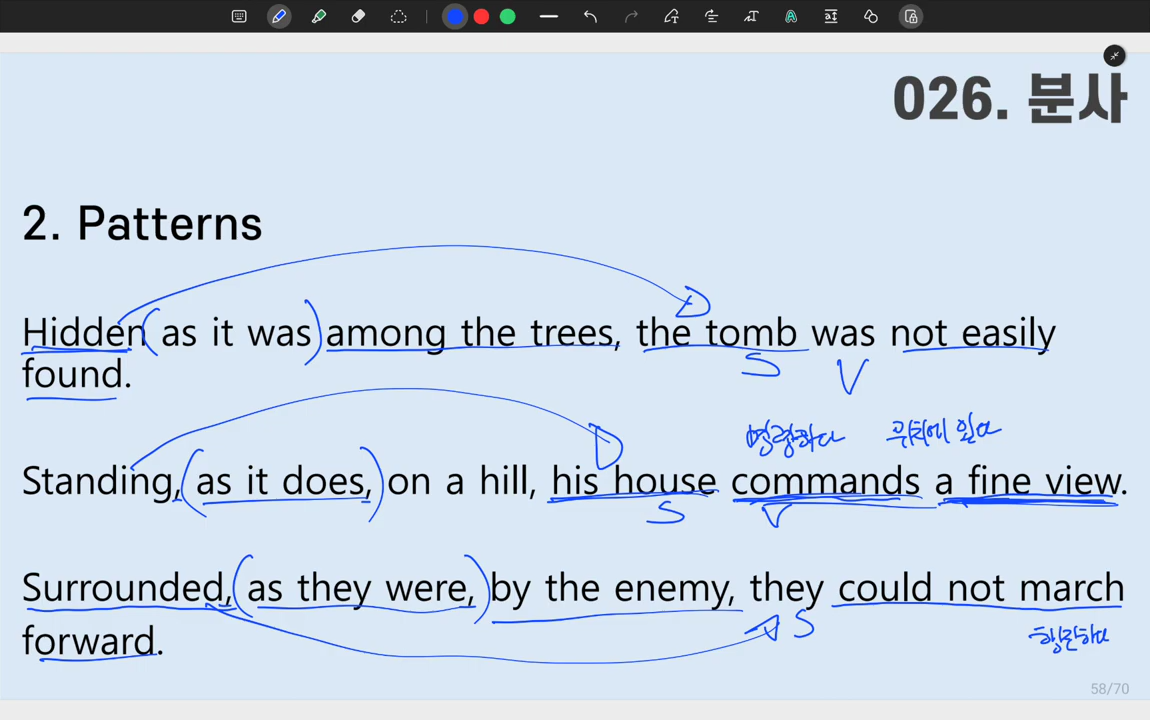 026. 분사
2. Patterns
Hidden (as it was) among the trees, the tomb was not easily
S V
found.
명령하다 위치에 있다
Standing, (as it does,) on a hill, his house commands a fine view.
S V
Surrounded, (as they were,) by the enemy, they could not march
S
행진하다
forward.
58/70